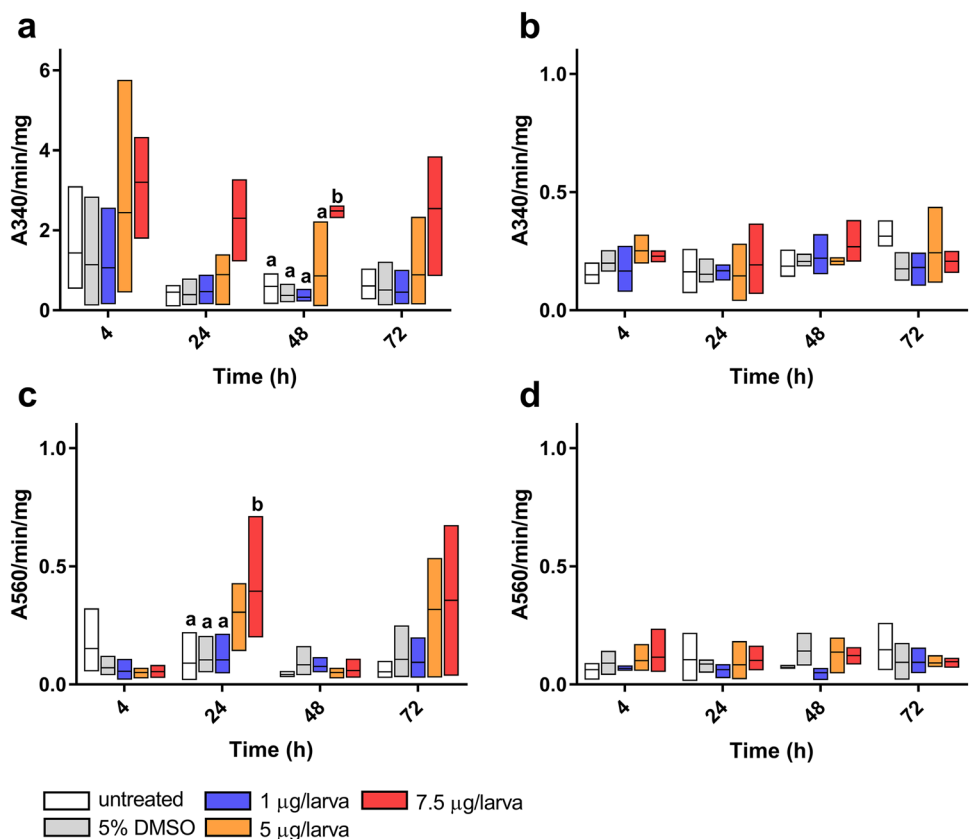 a
b
A340/min/mg
6
4
2
0
a
a
a
a
b
4
24
48
72
Time (h)
A340/min/mg
1.0
0.5
0.0
4
24
48
72
Time (h)
c
d
A560/min/mg
1.0
0.5
0.0
a
a
a
b
4
24
48
72
Time (h)
A560/min/mg
1.0
0.5
0.0
4
24
48
72
Time (h)
untreated
1 μg/larva
7.5 μg/larva
5% DMSO
5 μg/larva